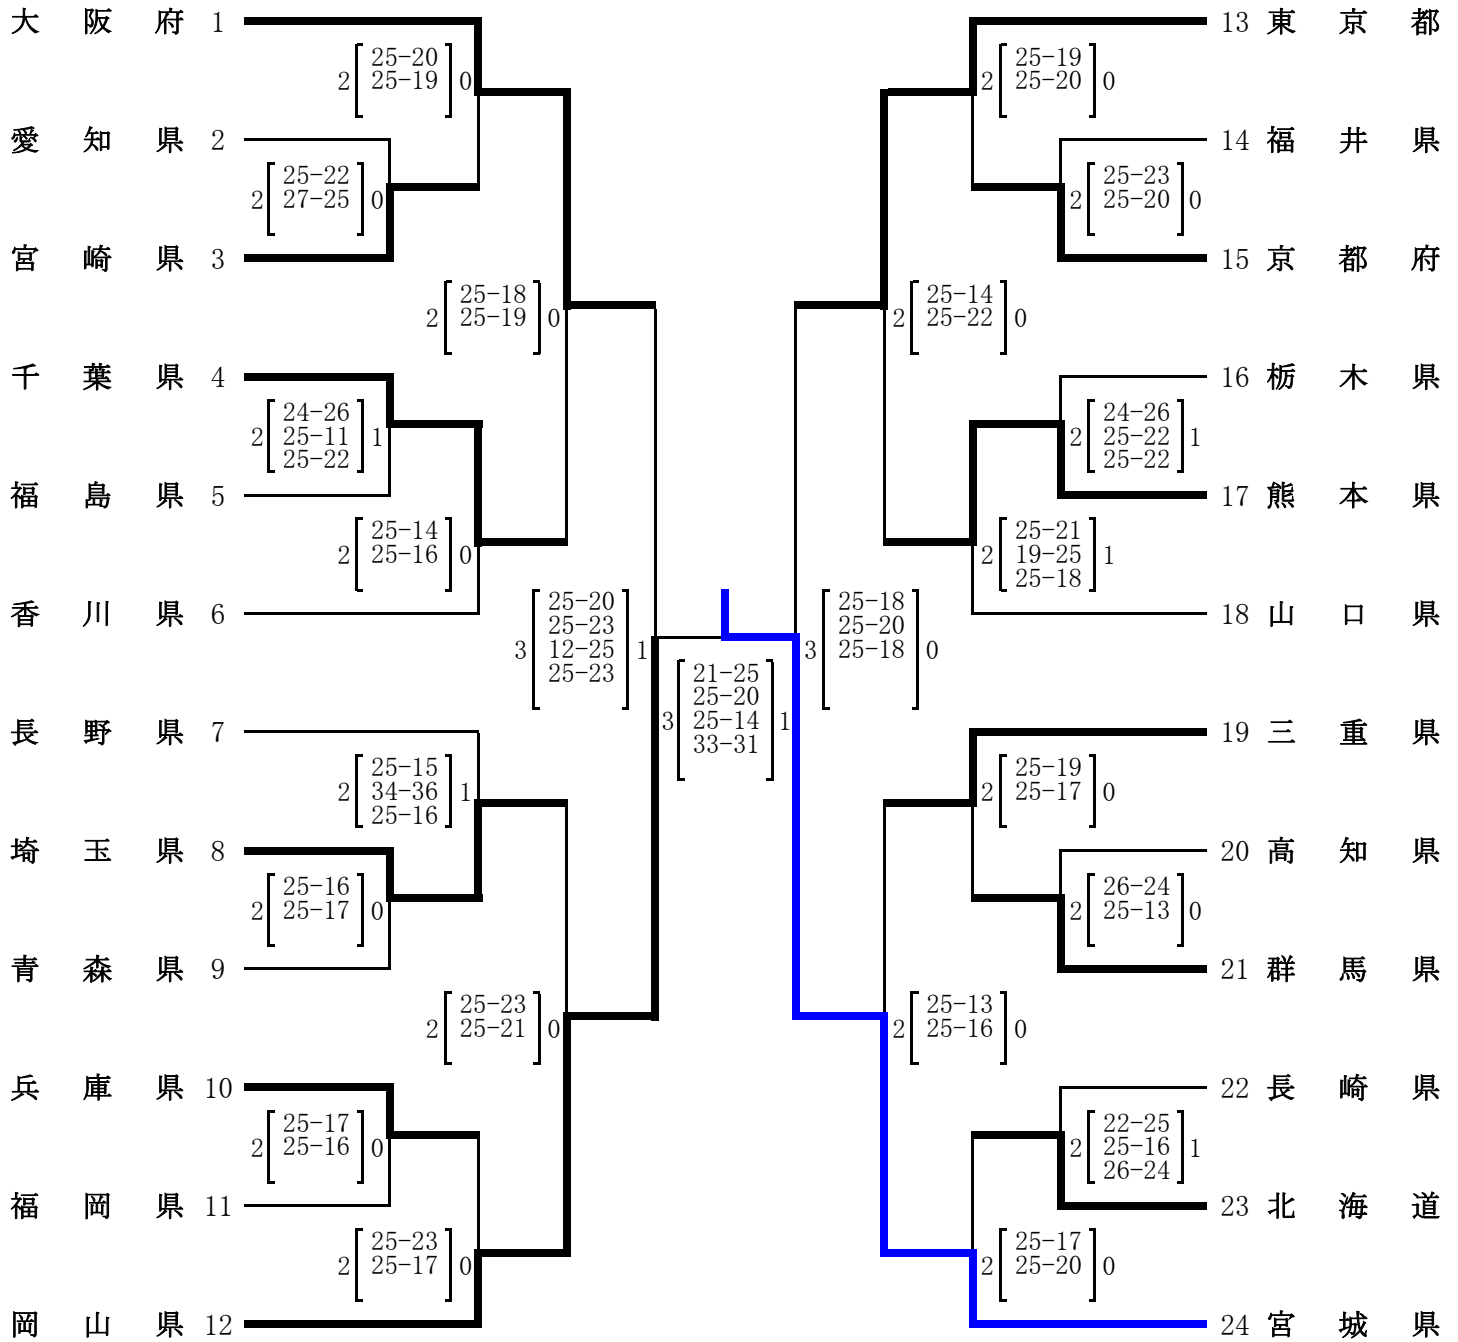 大阪府 1
2 25-20 0
25-19
愛知県 2
2 25-22 0
27-25
宮崎県 3
2 25-18 0
25-19
千葉県 4
2 24-26 1
25-11
25-22
福島県 5
2 25-14 0
25-16
香川県 6
3 25-20 1
25-23
12-25
25-23
長野県 7
2 25-15 1
34-36
25-16
埼玉県 8
2 25-16 0
25-17
青森県 9
2 25-23 0
25-21
兵庫県 10
2 25-17 0
25-16
福岡県 11
2 25-23 0
25-17
岡山県 12
3 21-25 1
25-20
25-14
33-31
13 東京都
2 25-19 0
25-20
14 福井県
2 25-23 0
25-20
15 京都府
2 25-14 0
25-22
16 栃木県
2 24-26 1
25-22
25-22
17 熊本県
2 25-21 1
19-25
25-18
18 山口県
3 25-18 0
25-20
25-18
19 三重県
2 25-19 0
25-17
20 高知県
2 26-24 0
25-13
21 群馬県
2 25-13 0
25-16
22 長崎県
2 22-25 1
25-16
26-24
23 北海道
2 25-17 0
25-20
24 宮城県